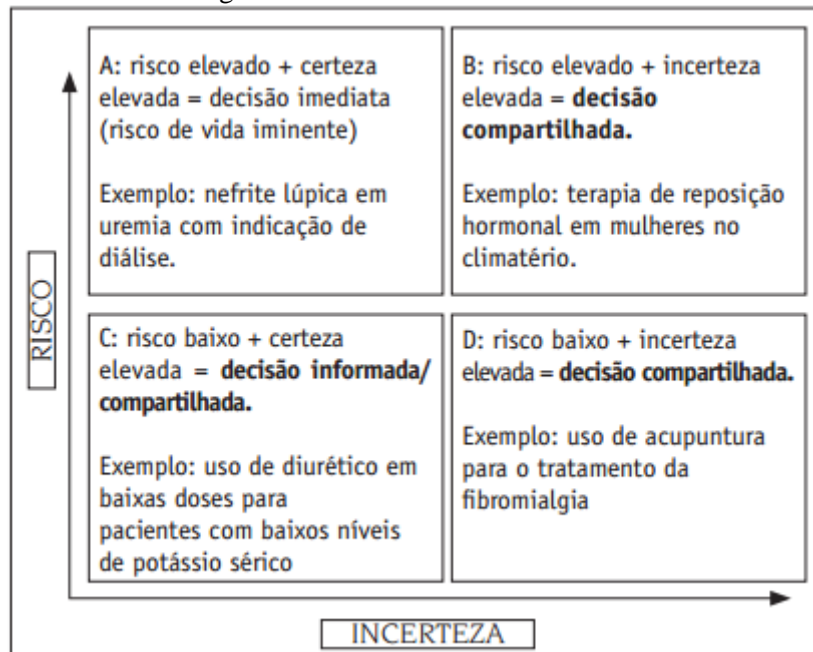 A: risco elevado + certeza
elevada = decisão imediata
(risco de vida iminente)
Exemplo: nefrite lúpica em
uremia com indicação de
diálise.
B: risco elevado + incerteza
elevada = decisão
compartilhada.
Exemplo: terapia de reposição
hormonal em mulheres no
climatério.
RISCO
C: risco baixo + certeza
elevada = decisão informada/
compartilhada.
Exemplo: uso de diurético em
baixas doses para
pacientes com baixos níveis
de potássio sérico
D: risco baixo + incerteza
elevada = decisão compartilhada.
Exemplo: uso de acupuntura
para o tratamento da
fibromialgia
INCERTEZA